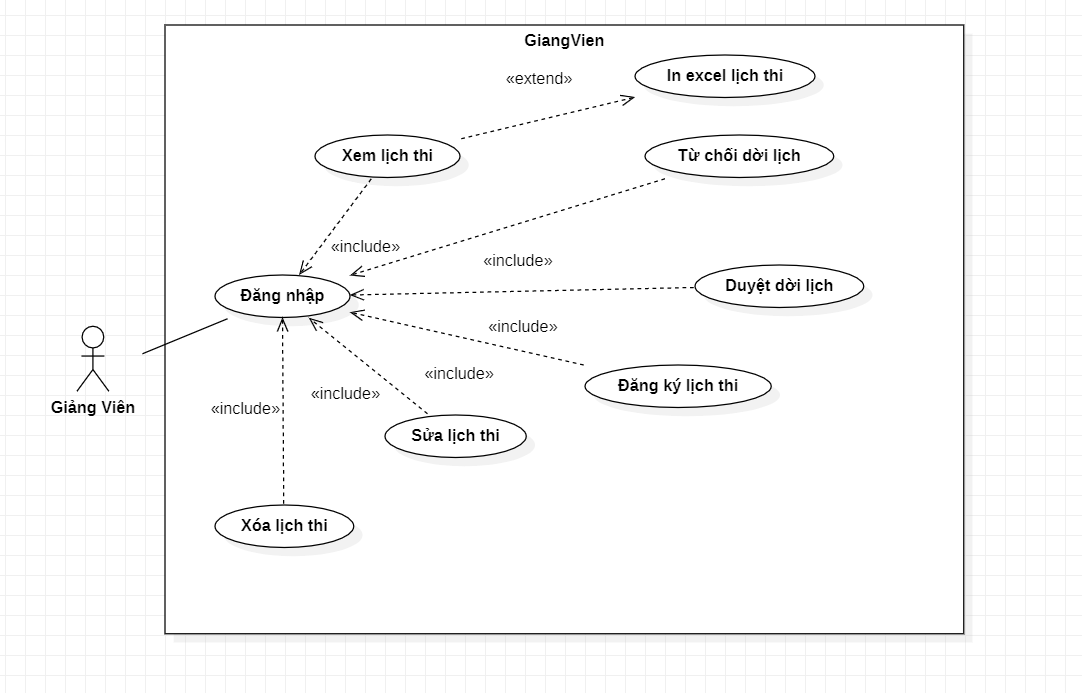 GiangVien
«extend»
In excel lịch thi
Xem lịch thi
Từ chối dời lịch
«include»
«include»
Đăng nhập
Duyệt dời lịch
«include»
Giảng Viên
«include»
Đăng ký lịch thi
«include»
«include»
Sửa lịch thi
Xóa lịch thi